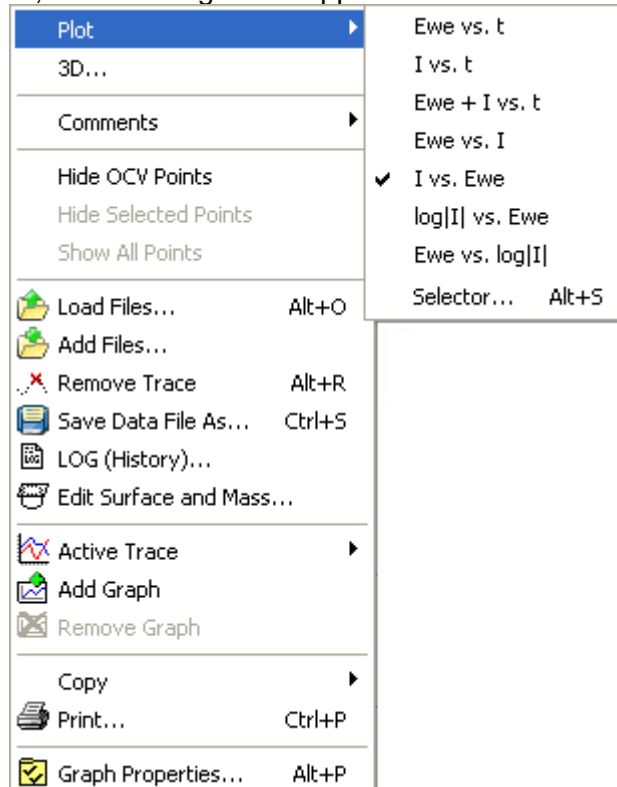 Plot
3D...
Comments
Hide OCV Points
Hide Selected Points
Show All Points
Load Files... Alt+O
Add Files...
Remove Trace Alt+R
Save Data File As... Ctrl+S
LOG (History)...
Edit Surface and Mass...
Active Trace
Add Graph
Remove Graph
Copy
Print... Ctrl+P
Graph Properties... Alt+P
Ewe vs. t
I vs. t
Ewe + I vs. t
Ewe vs. I
I vs. Ewe
log|I| vs. Ewe
Ewe vs. log|I|
Selector... Alt+S